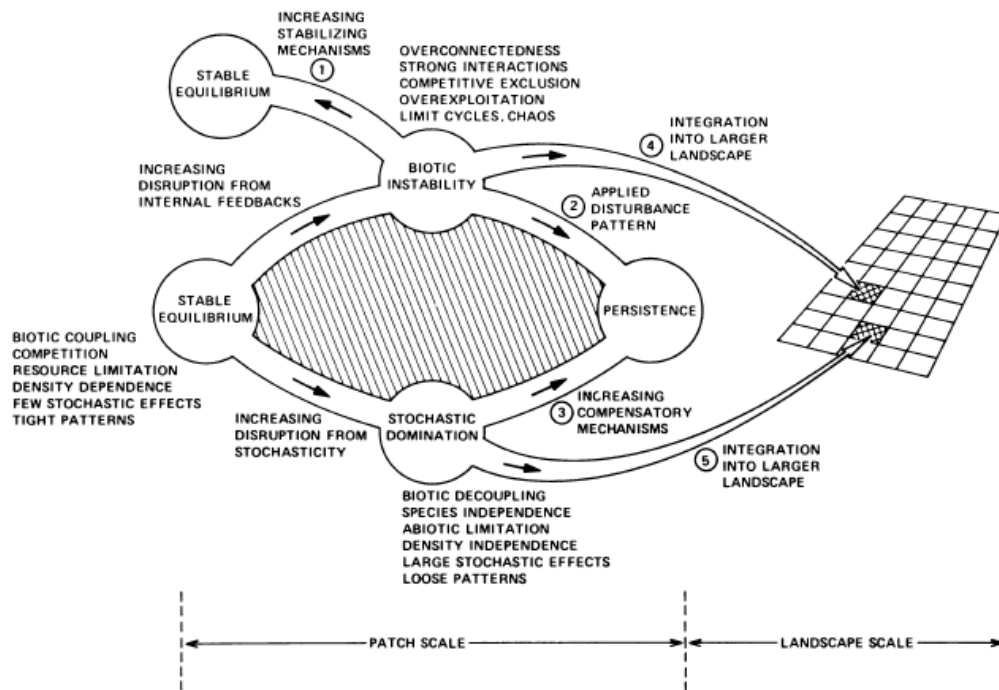 INCREASING
STABILIZING
MECHANISMS
1
STABLE
EQUILIBRIUM
OVERCONNECTEDNESS
STRONG INTERACTIONS
COMPETITIVE EXCLUSION
OVEREXPLOITATION
LIMIT CYCLES, CHAOS
4
INTEGRATION
INTO LARGER
LANDSCAPE
INCREASING
DISRUPTION FROM
INTERNAL FEEDBACKS
BIOTIC
INSTABILITY
2
APPLIED
DISTURBANCE
PATTERN
STABLE
EQUILIBRIUM
PERSISTENCE
BIOTIC COUPLING
COMPETITION
RESOURCE LIMITATION
DENSITY DEPENDENCE
FEW STOCHASTIC EFFECTS
TIGHT PATTERNS
INCREASING
DISRUPTION FROM
STOCHASTICITY
STOCHASTIC
DOMINATION
3
INCREASING
COMPENSATORY
MECHANISMS
5
INTEGRATION
INTO LARGER
LANDSCAPE
BIOTIC DECOUPLING
SPECIES INDEPENDENCE
ABIOTIC LIMITATION
DENSITY INDEPENDENCE
LARGE STOCHASTIC EFFECTS
LOOSE PATTERNS
PATCH SCALE
LANDSCAPE SCALE